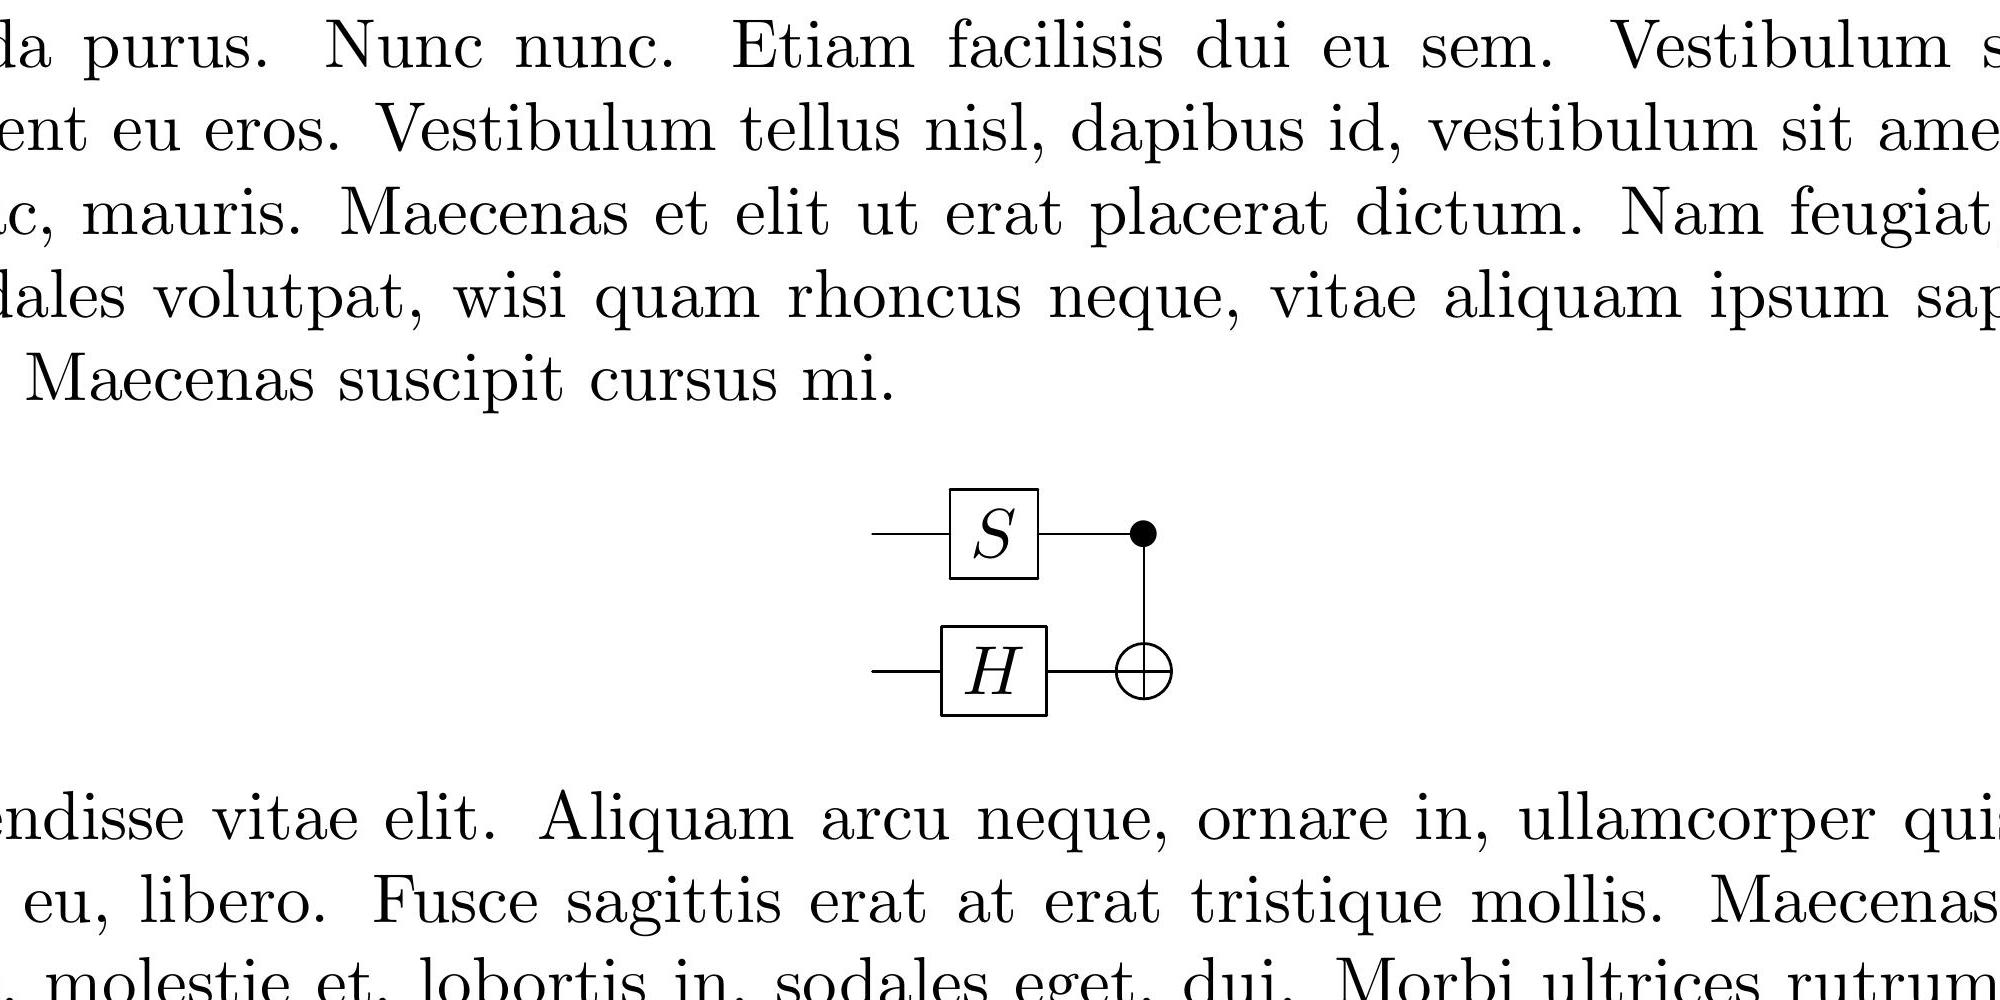 da purus. Nunc nunc. Etiam facilisis dui eu sem. Vestibulum s
ent eu eros. Vestibulum tellus nisl, dapibus id, vestibulum sit ame
ac, mauris. Maecenas et elit ut erat placerat dictum. Nam feugiat,
dales volutpat, wisi quam rhoncus neque, vitae aliquam ipsum sap
Maecenas suscipit cursus mi.
S
H
endisse vitae elit. Aliquam arcu neque, ornare in, ullamcorper quis
eu, libero. Fusce sagittis erat at erat tristique mollis. Maecenas
, molestie et, lobortis in, sodales eget, dui. Morbi ultrices rutrum